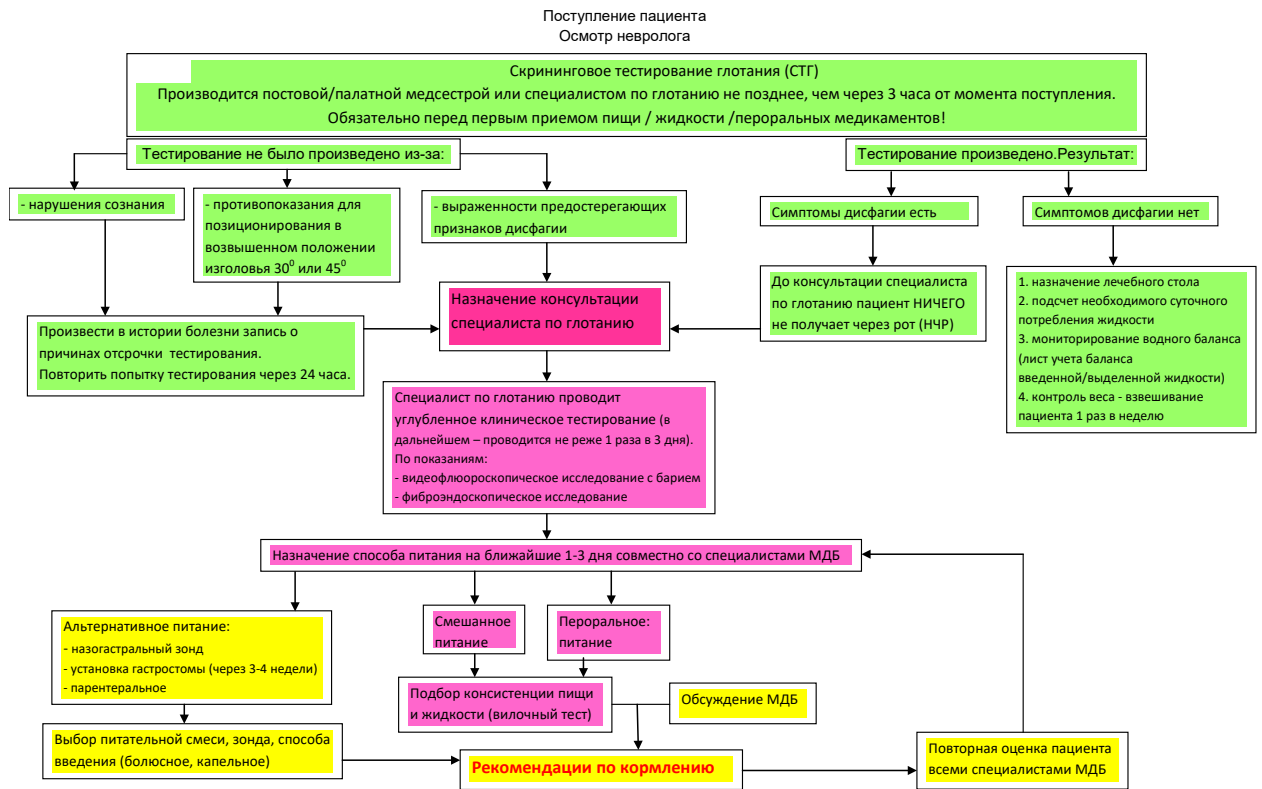 Поступление пациента
Осмотр невролога
Скрининговое тестирование глотания (СТГ)
Производится постовой/палатной медсестрой или специалистом по глотанию не позднее, чем через 3 часа от момента поступления.
Обязательно перед первым приемом пищи / жидкости /пероральных медикаментов!
Тестирование не было произведено из-за:
Тестирование произведено.Результат:
- нарушения сознания
- противопоказания для
позиционирования в
возвышенном положении
изголовья 30⁰ или 45⁰
- выраженности предостерегающих
признаков дисфагии
Симптомы дисфагии есть
Симптомов дисфагии нет
Произвести в истории болезни запись о
причинах отсрочки тестирования.
Повторить попытку тестирования через 24 часа.
Назначение консультации
специалиста по глотанию
До консультации специалиста
по глотанию пациент НИЧЕГО
не получает через рот (НЧР)
1. назначение лечебного стола
2. подсчет необходимого суточного
потребления жидкости
3. мониторирование водного баланса
(лист учета баланса
введенной/выделенной жидкости)
4. контроль веса - взвешивание
пациента 1 раз в неделю
Специалист по глотанию проводит
углубленное клиническое тестирование (в
дальнейшем – проводится не реже 1 раза в 3 дня).
По показаниям:
- видеофлюороскопическое исследование с барием
- фиброэндоскопическое исследование
Назначение способа питания на ближайшие 1-3 дня совместно со специалистами МДБ
Альтернативное питание:
- назогастральный зонд
- установка гастростомы (через 3-4 недели)
- парентеральное
Смешанное
питание
Пероральное:
питание
Подбор консистенции пищи
и жидкости (вилочный тест)
Обсуждение МДБ
Выбор питательной смеси, зонда, способа
введения (болюсное, капельное)
Рекомендации по кормлению
Повторная оценка пациента
всеми специалистами МДБ